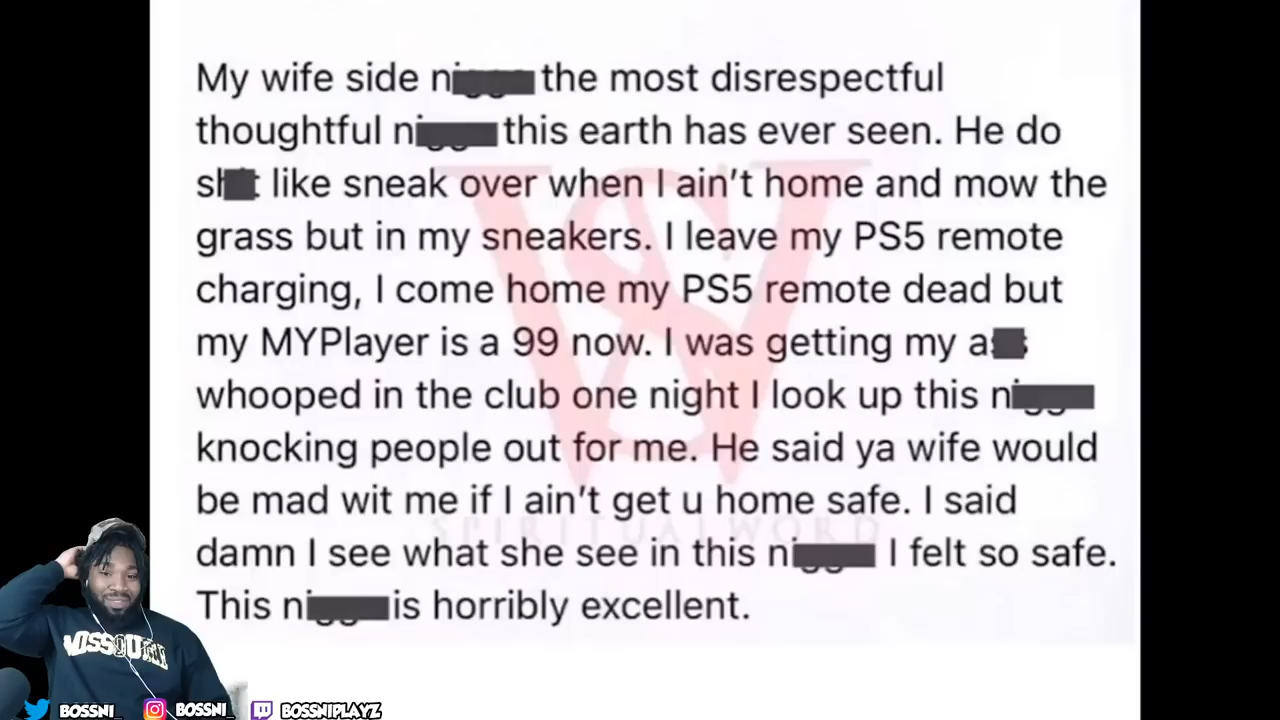 My wife side the most disrespectful
thoughtful this earth has ever seen. He do
like sneak over when I ain't home and mow the
grass but in my sneakers. I leave my PS5 remote
charging, I come home my PS5 remote dead but
my MYPlayer is a 99 now. I was getting my
whooped in the club one night I look up this
knocking people out for me. He said ya wife would
be mad wit me if I ain't get u home safe. I said
SPIRITUALWORD
damn I see what she see in this I felt so safe.
This is horribly excellent.
BOSSNI_
BOSSNI_
BOSSNIPLAYZ